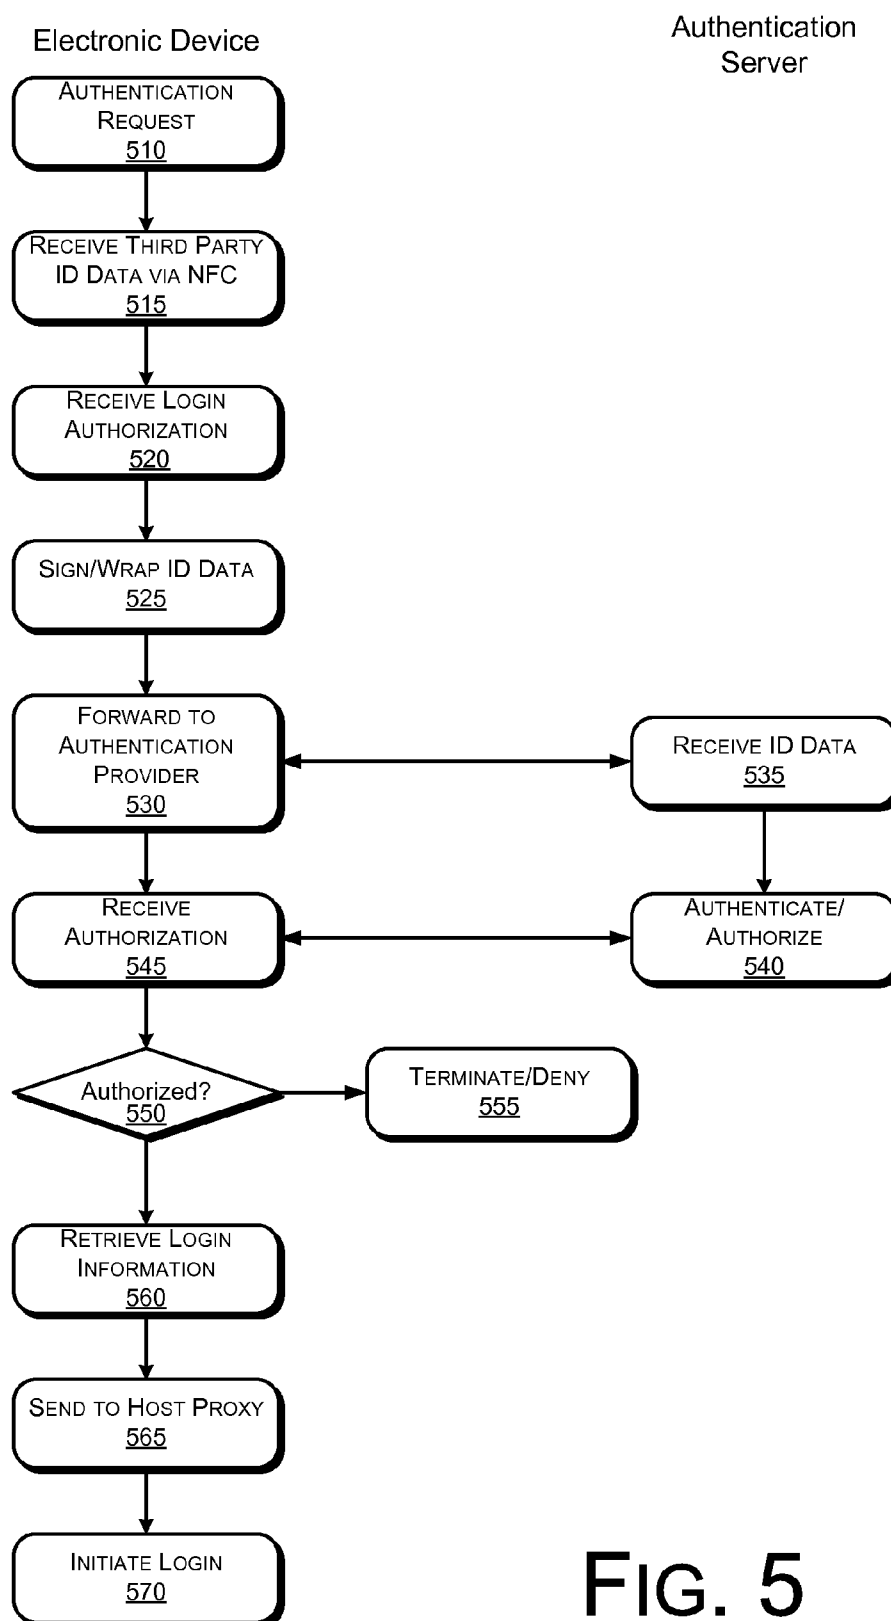 Electronic Device
Authentication
Server
AUTHENTICATION
REQUEST
510
RECEIVE THIRD PARTY
ID DATA VIA NFC
515
RECEIVE LOGIN
AUTHORIZATION
520
SIGN/WRAP ID DATA
525
FORWARD TO
AUTHENTICATION
PROVIDER
530
RECEIVE ID DATA
535
RECEIVE
AUTHORIZATION
545
AUTHENTICATE/
AUTHORIZE
540
Authorized?
550
TERMINATE/DENY
555
RETRIEVE LOGIN
INFORMATION
560
SEND TO HOST PROXY
565
INITIATE LOGIN
570
FIG. 5